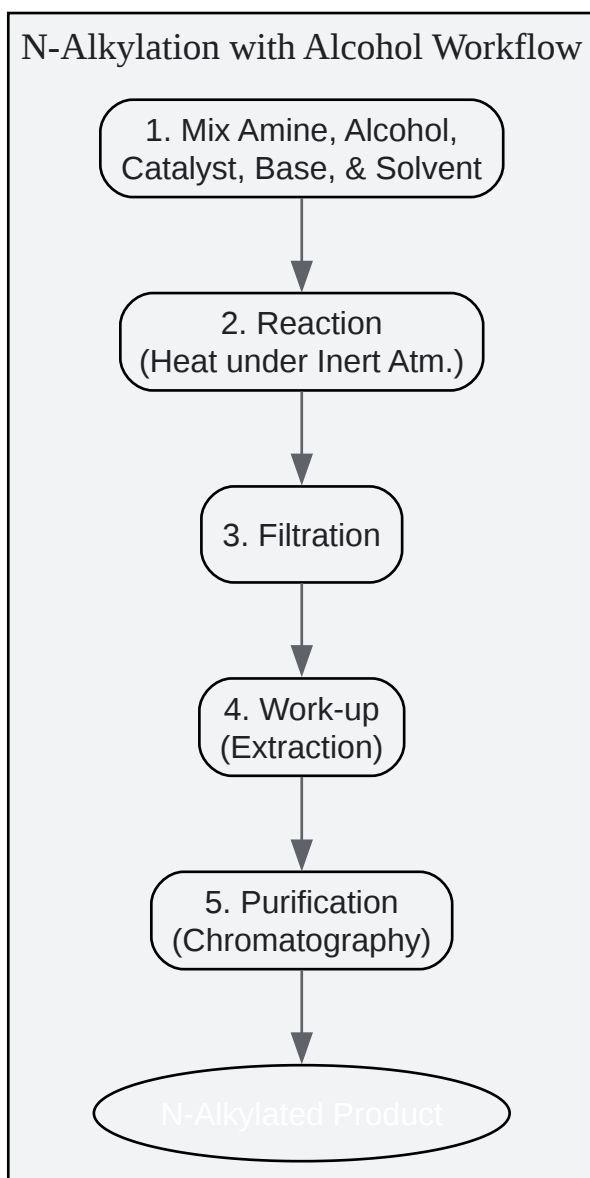 N-Alkylation with Alcohol Workflow
1. Mix Amine, Alcohol,
Catalyst, Base, & Solvent
2. Reaction
(Heat under Inert Atm.)
3. Filtration
4. Work-up
(Extraction)
5. Purification
(Chromatography)
N-Alkylated Product